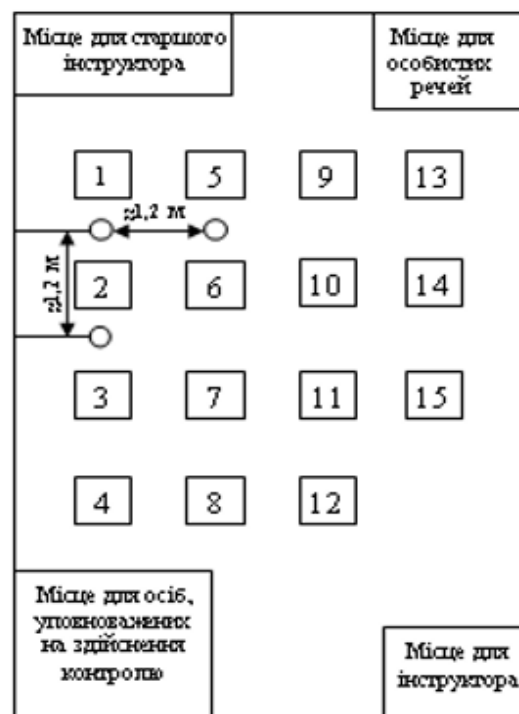 Місце для старшого
інструктора
Місце для
особистих
речей
1
5
9
13
≈1,2 м
≈1,2 м
2
6
10
14
3
7
11
15
4
8
12
Місце для осіб,
уповноважених
на здійснення
контролю
Місце для
інструктора